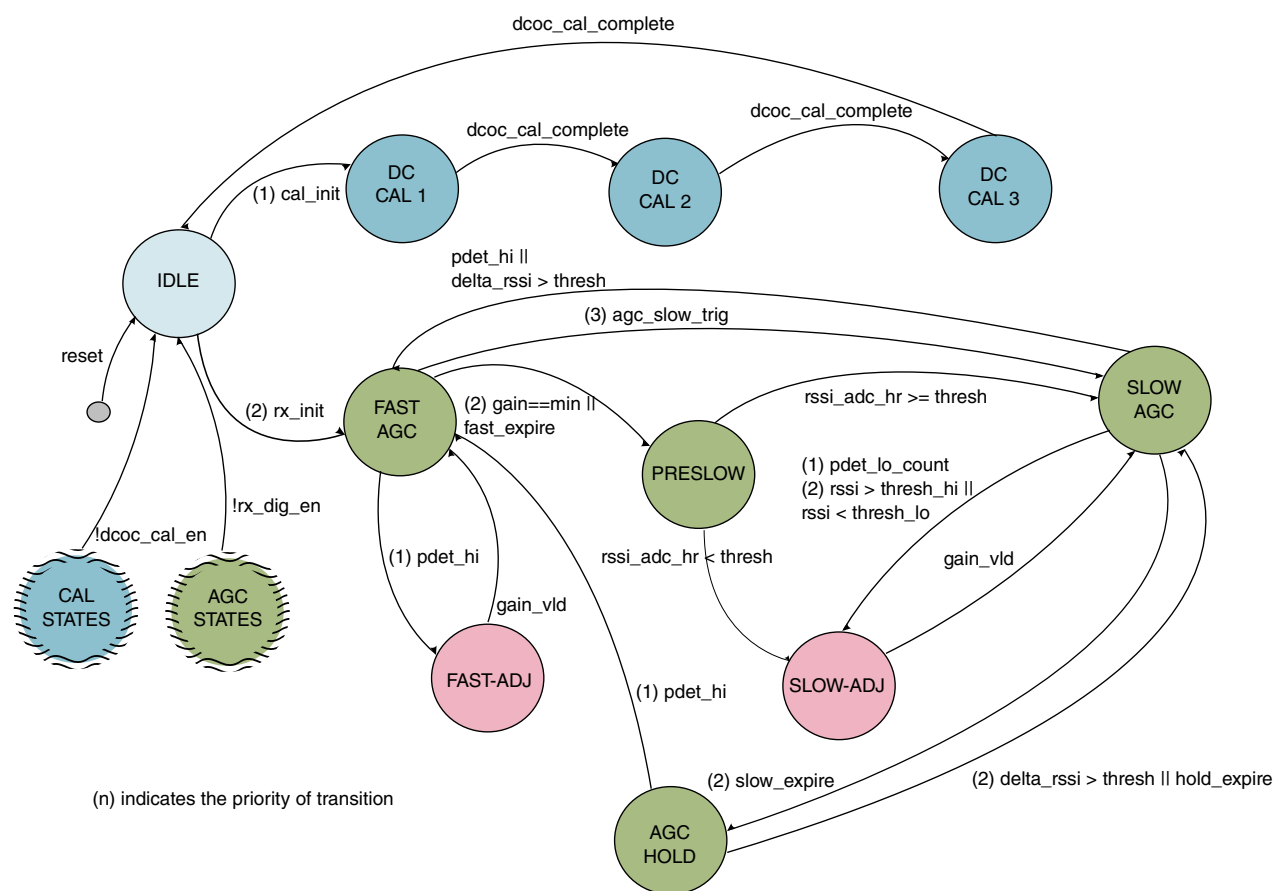 dcoc_cal_complete
dcoc_cal_complete
dcoc_cal_complete
DC
CAL 1
DC
CAL 2
DC
CAL 3
(1) cal_init
IDLE
pdet_hi ||
delta_rssi > thresh
(3) agc_slow_trig
reset
(2) rx_init
FAST
AGC
(2) gain==min ||
fast_expire
rssi_adc_hr >= thresh
SLOW
AGC
PRESLOW
(1) pdet_lo_count
(2) rssi > thresh_hi ||
rssi < thresh_lo
!rx_dig_en
!dcoc_cal_en
(1) pdet_hi
rssi_adc_hr < thresh
gain_vld
CAL
STATES
AGC
STATES
gain_vld
FAST-ADJ
SLOW-ADJ
(1) pdet_hi
(2) slow_expire
(2) delta_rssi > thresh || hold_expire
(n) indicates the priority of transition
AGC
HOLD